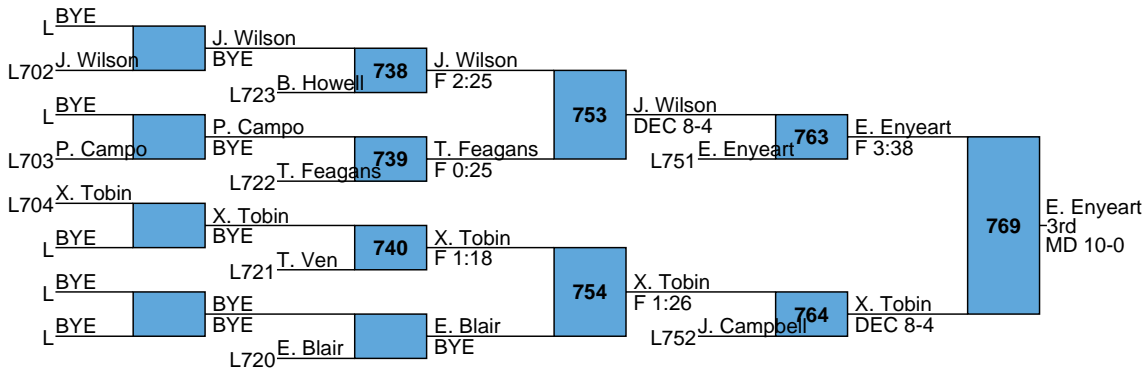 BYE
L
J. Wilson
L702
J. Wilson
BYE
B. Howell
L723
738
J. Wilson
F 2:25
BYE
L
P. Campo
L703
P. Campo
BYE
T. Feagans
L722
739
T. Feagans
F 0:25
753
J. Wilson
DEC 8-4
E. Enyeart
L751
763
E. Enyeart
F 3:38
X. Tobin
L704
BYE
L
X. Tobin
BYE
T. Ven
L721
740
X. Tobin
F 1:18
BYE
L
BYE
L
BYE
BYE
E. Blair
L720
E. Blair
BYE
754
X. Tobin
F 1:26
J. Campbell
L752
764
X. Tobin
DEC 8-4
769
E. Enyeart
3rd
MD 10-0